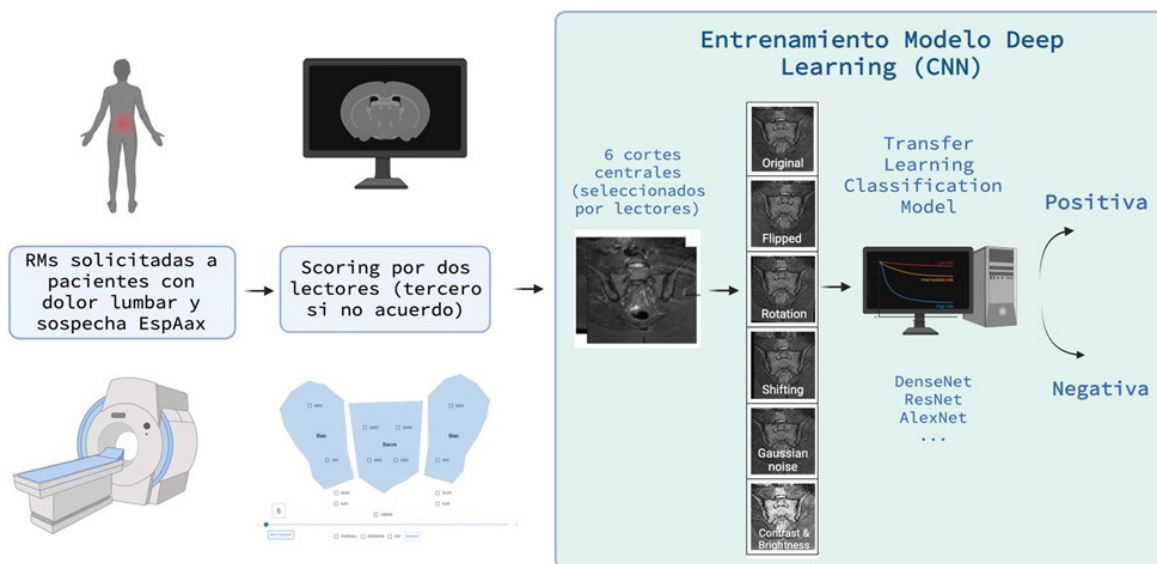 Entrenamiento Modelo Deep
Learning (CNN)
RMs solicitadas a
pacientes con
dolor lumbar y
sospecha EspAax
Scoring por dos
lectores (tercero
si no acuerdo)
6 cortes
centrales
(seleccionados
por lectores)
Original
Flipped
Rotation
Shifting
Gaussian
noise
Contrast &
Brightness
Transfer
Learning
Classification
Model
DenseNet
ResNet
AlexNet
...
Positiva
Negativa
Iliac
Sacro
Iliac
5